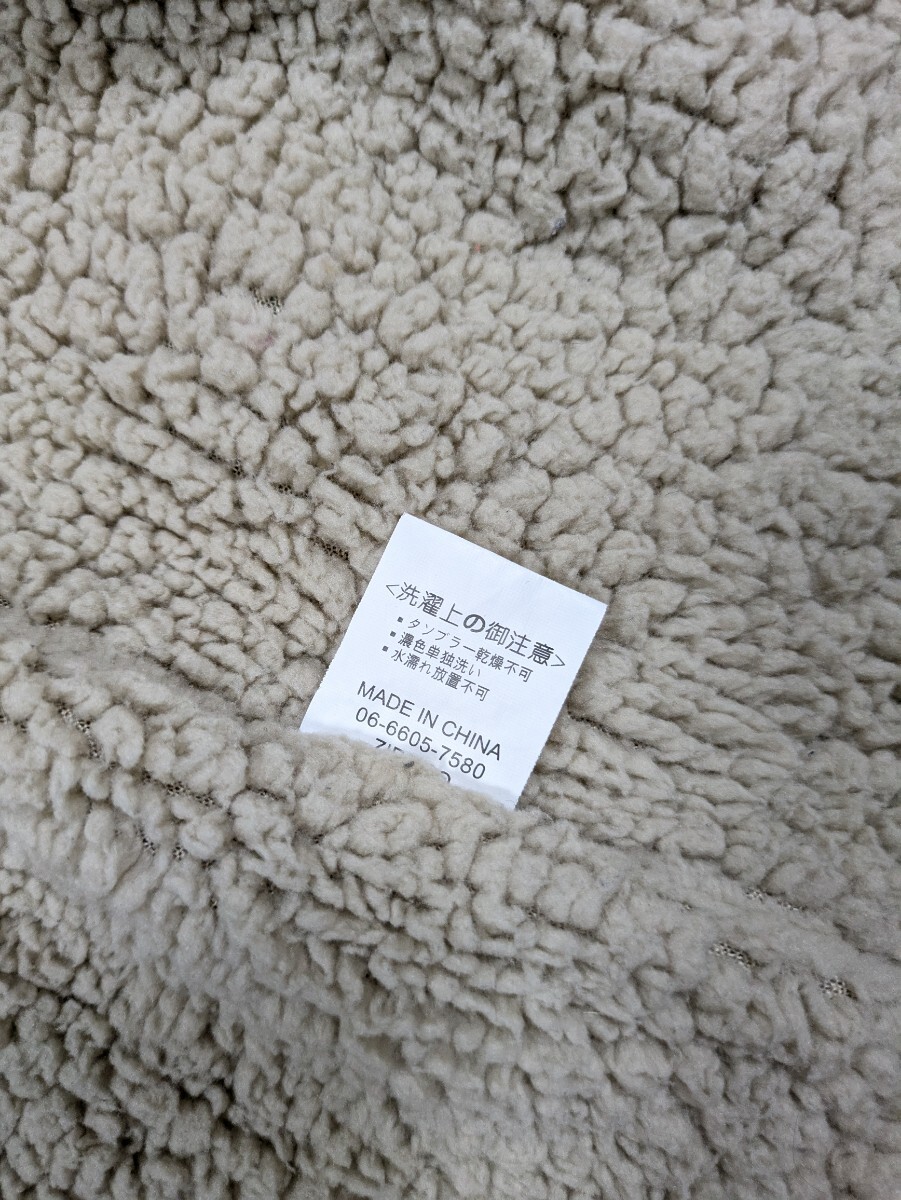 <洗濯上の御注意>
▪タンブラー乾燥不可
▪濃色単独洗い
▪水濡れ放置不可
MADE IN CHINA
06-6605-7580